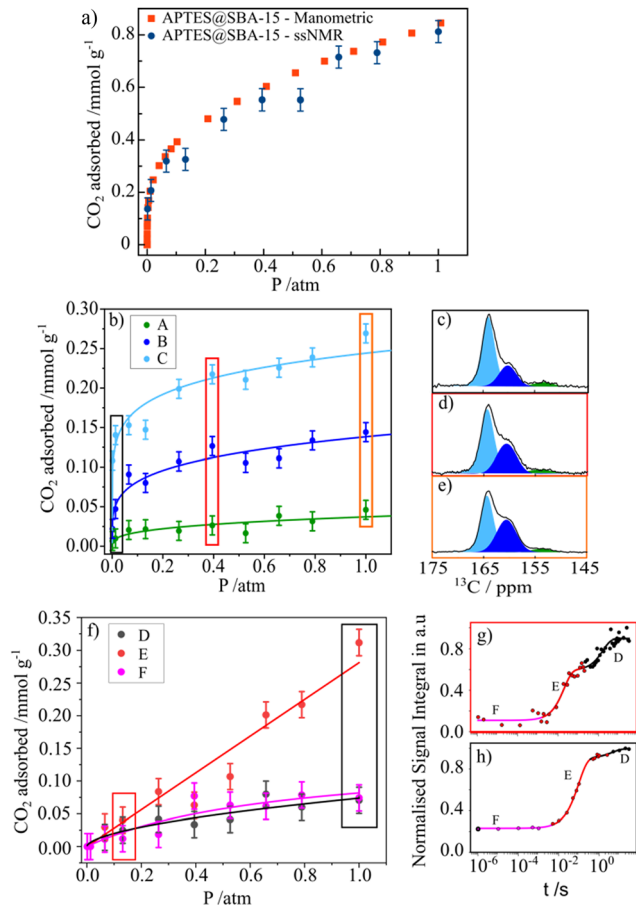 a)
APTES@SBA-15 - Manometric
APTES@SBA-15 - ssNMR
CO₂ adsorbed /mmol g⁻¹
0.8
0.6
0.4
0.2
0
0 0.2 0.4 0.6 0.8 1
P /atm
b)
A
B
C
CO₂ adsorbed /mmol g⁻¹
0.30
0.25
0.20
0.15
0.10
0.05
0.00
0.0 0.2 0.4 0.6 0.8 1.0
P /atm
c)
d)
e)
175 165 155 145
¹³C / ppm
f)
D
E
F
CO₂ adsorbed /mmol g⁻¹
0.35
0.30
0.25
0.20
0.15
0.10
0.05
0.00
0.0 0.2 0.4 0.6 0.8 1.0
P /atm
Normalised Signal Integral in a.u
g)
1.0
0.6
0.2
F
E
D
h)
1.0
0.6
0.2
F
E
D
10⁻⁶ 10⁻⁴ 10⁻² 10⁰
t /s